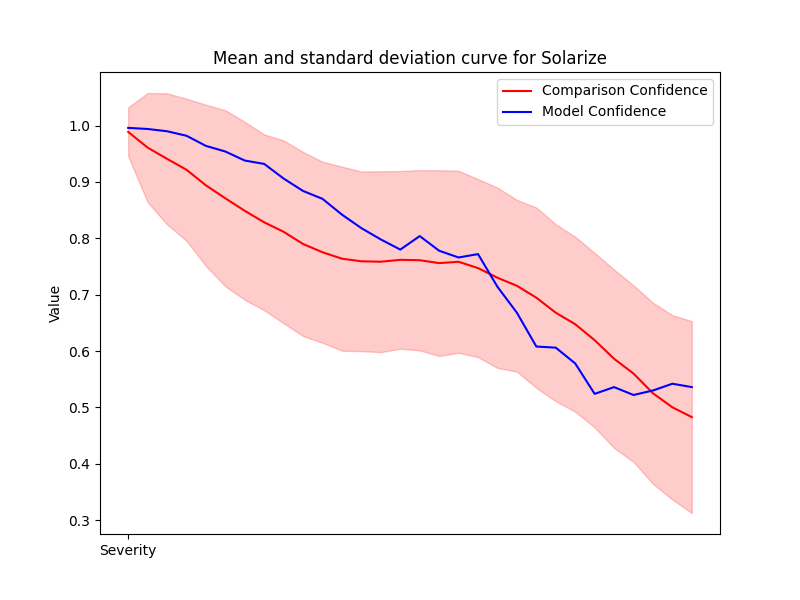 Mean and standard deviation curve for Solarize
Comparison Confidence
Model Confidence
1.0
0.9
0.8
0.7
0.6
0.5
0.4
0.3
Value
Severity